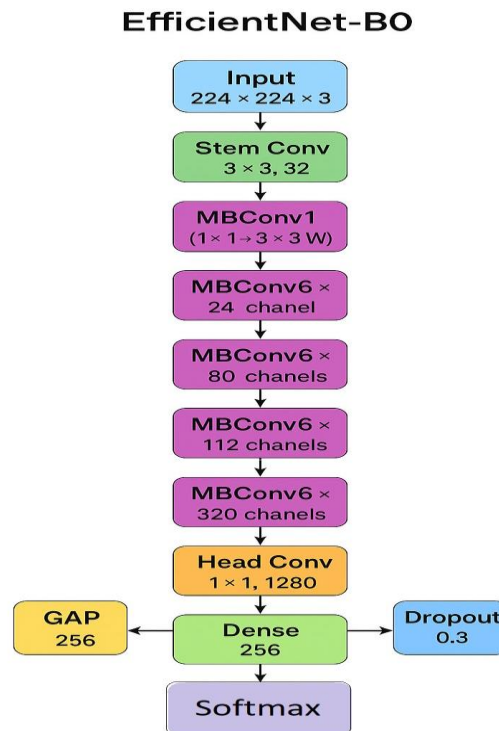 EfficientNet-B0
Input
224 × 224 × 3
Stem Conv
3 × 3, 32
MBConv1
(1 × 1→3 × 3 W)
MBConv6 ×
24 chanel
MBConv6 ×
80 chanels
MBConv6 ×
112 chanels
MBConv6 ×
320 chanels
Head Conv
1 × 1, 1280
GAP
256
Dense
256
Dropout
0.3
Softmax